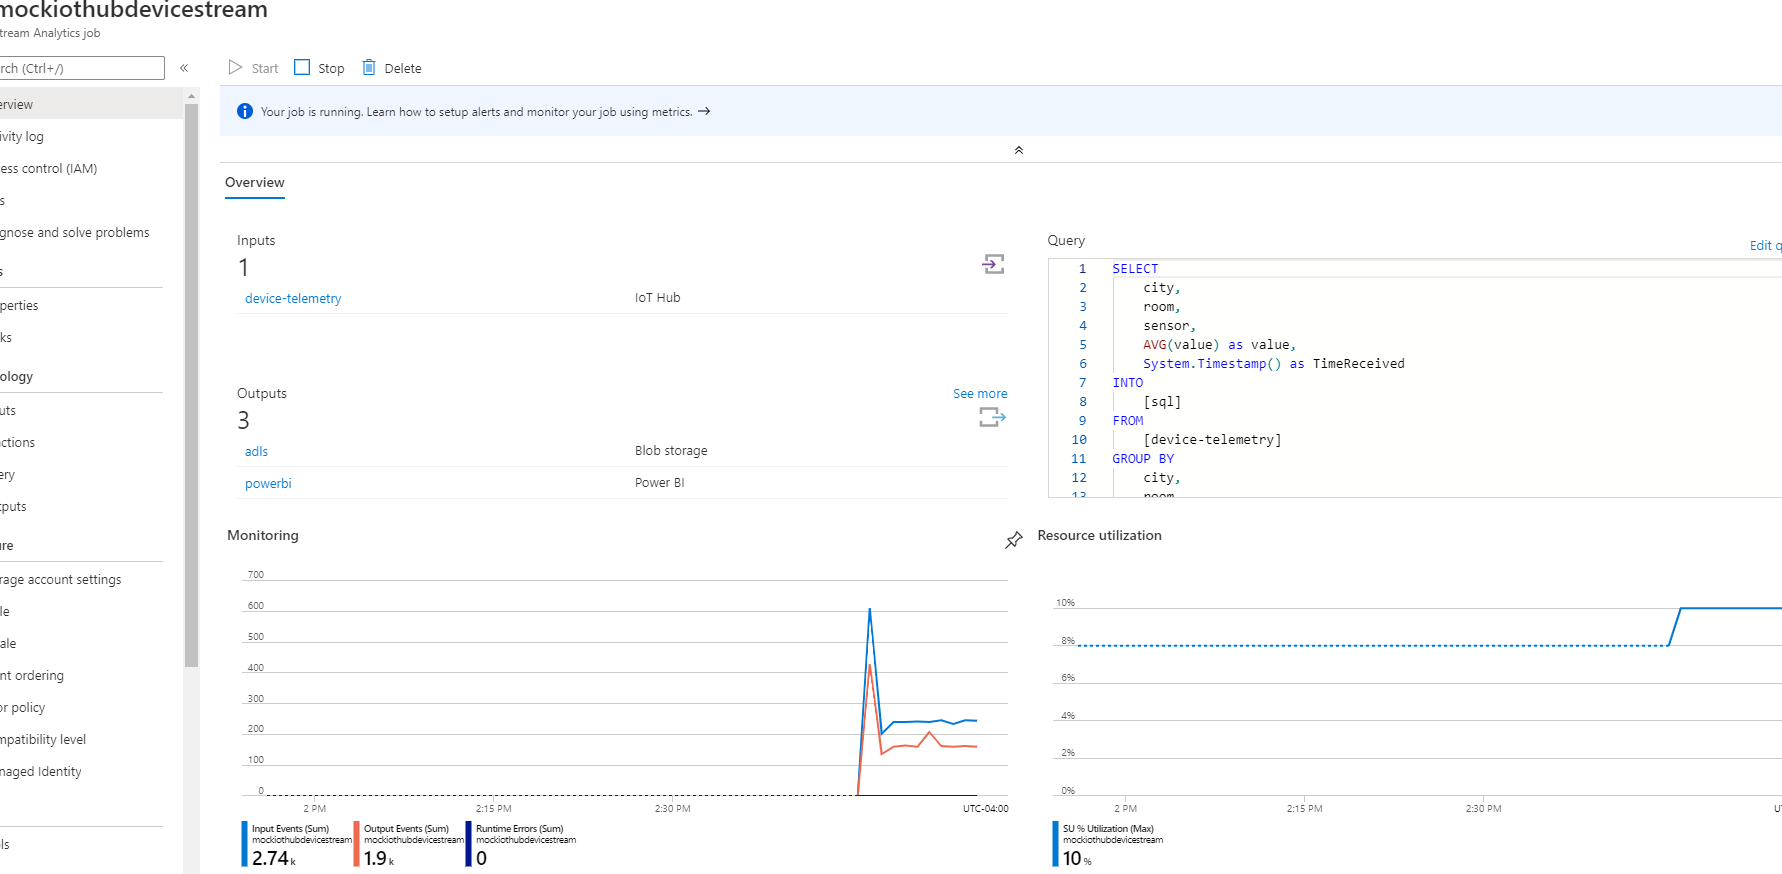 mockiothubdevicestream
tream Analytics job
rch (Ctrl+/)
«
Start
Stop
Delete
Your job is running. Learn how to setup alerts and monitor your job using metrics. →
erview
ivity log
ess control (IAM)
s
gnose and solve problems
s
perties
ks
ology
uts
ctions
ery
tputs
ure
rage account settings
le
ale
nt ordering
or policy
mpatibility level
naged Identity
ls
Overview
Inputs
1
device-telemetry IoT Hub
Outputs See more
3
adls Blob storage
powerbi Power BI
Query
Edit q
1 SELECT
2 city,
3 room,
4 sensor,
5 AVG(value) as value,
6 System.Timestamp() as TimeReceived
7 INTO
8 [sql]
9 FROM
10 [device-telemetry]
11 GROUP BY
12 city,
13 room
Monitoring
700
600
500
400
300
200
100
0
2 PM 2:15 PM 2:30 PM UTC-04:00
Input Events (Sum)
mockiothubdevicestream
2.74 k
Output Events (Sum)
mockiothubdevicestream
1.9 k
Runtime Errors (Sum)
mockiothubdevicestream
0
Resource utilization
10%
8%
6%
4%
2%
0%
2 PM 2:15 PM 2:30 PM UT
SU % Utilization (Max)
mockiothubdevicestream
10 %